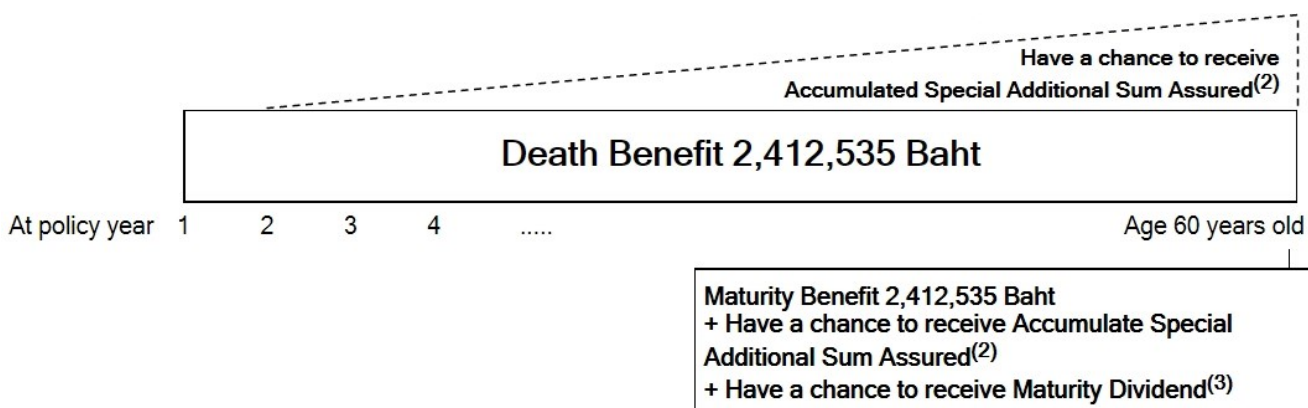 Have a chance to receive
Accumulated Special Additional Sum Assured(2)
Death Benefit 2,412,535 Baht
At policy year 1 2 3 4 ..... Age 60 years old
Maturity Benefit 2,412,535 Baht
+ Have a chance to receive Accumulate Special
Additional Sum Assured(2)
+ Have a chance to receive Maturity Dividend(3)